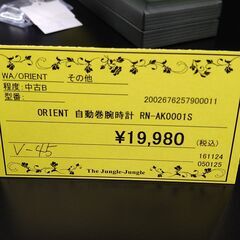 WA/ORIENT その他
程度:中古B
型番: 2002676257900011
ORIENT 自動巻腕時計 RN-AK0001S
¥19,980 (税込)
V-45
161124
The Jungle-Jungle 050125